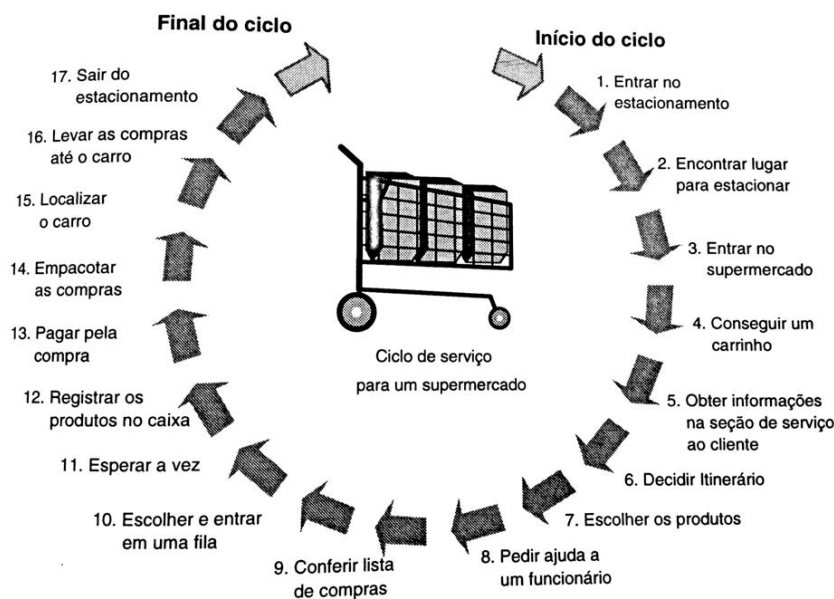 Final do ciclo
Início do ciclo
1. Entrar no
estacionamento
2. Encontrar lugar
para estacionar
3. Entrar no
supermercado
4. Conseguir um
carrinho
5. Obter informações
na seção de serviço
ao cliente
6. Decidir Itinerário
7. Escolher os produtos
8. Pedir ajuda a
um funcionário
9. Conferir lista
de compras
10. Escolher e entrar
em uma fila
11. Esperar a vez
12. Registrar os
produtos no caixa
13. Pagar pela
compra
14. Empacotar
as compras
15. Localizar
o carro
16. Levar as compras
até o carro
17. Sair do
estacionamento
Ciclo de serviço
para um supermercado